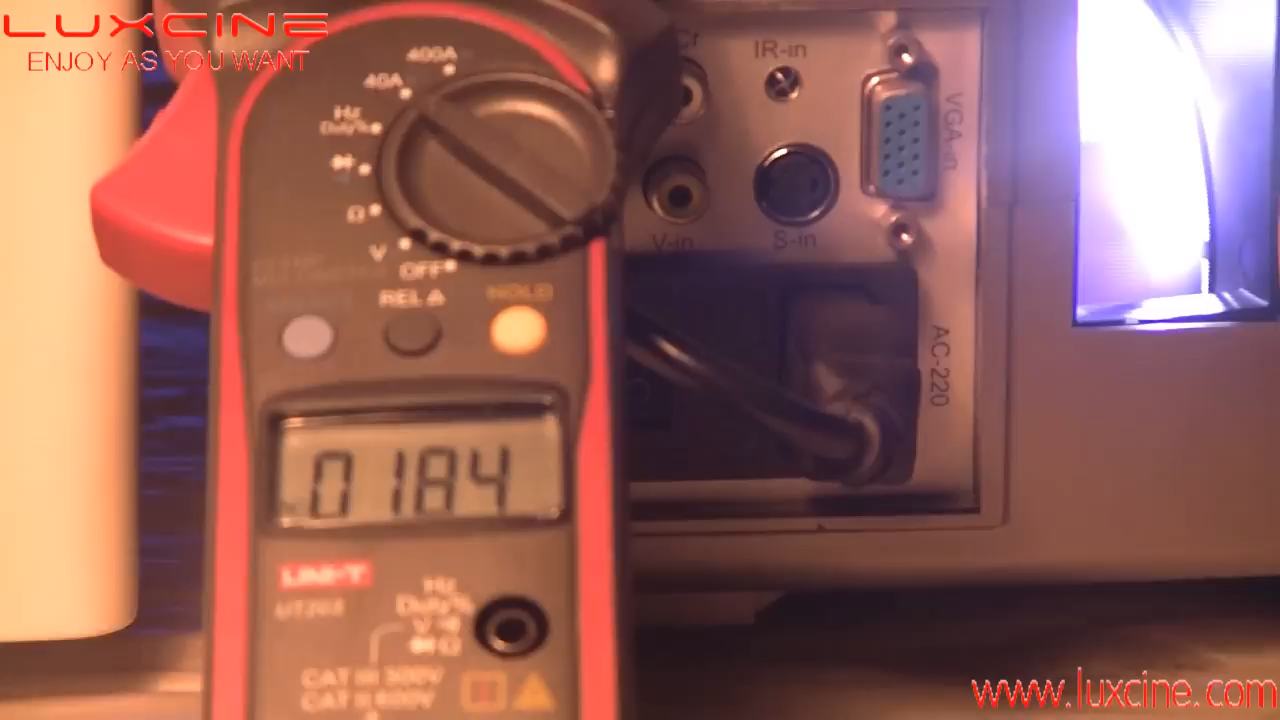 LUXCINE
ENJOY AS YOU WANT
400A
40A
Hz
Duty%
Ω
V
OFF
REL Δ
HOLD
0184
UNI-T
Hz
Duty%
V
Ω
CAT III 300V
CAT II 600V
IR-in
V-in
S-in
VGA-in
AC-220
www.luxcine.com